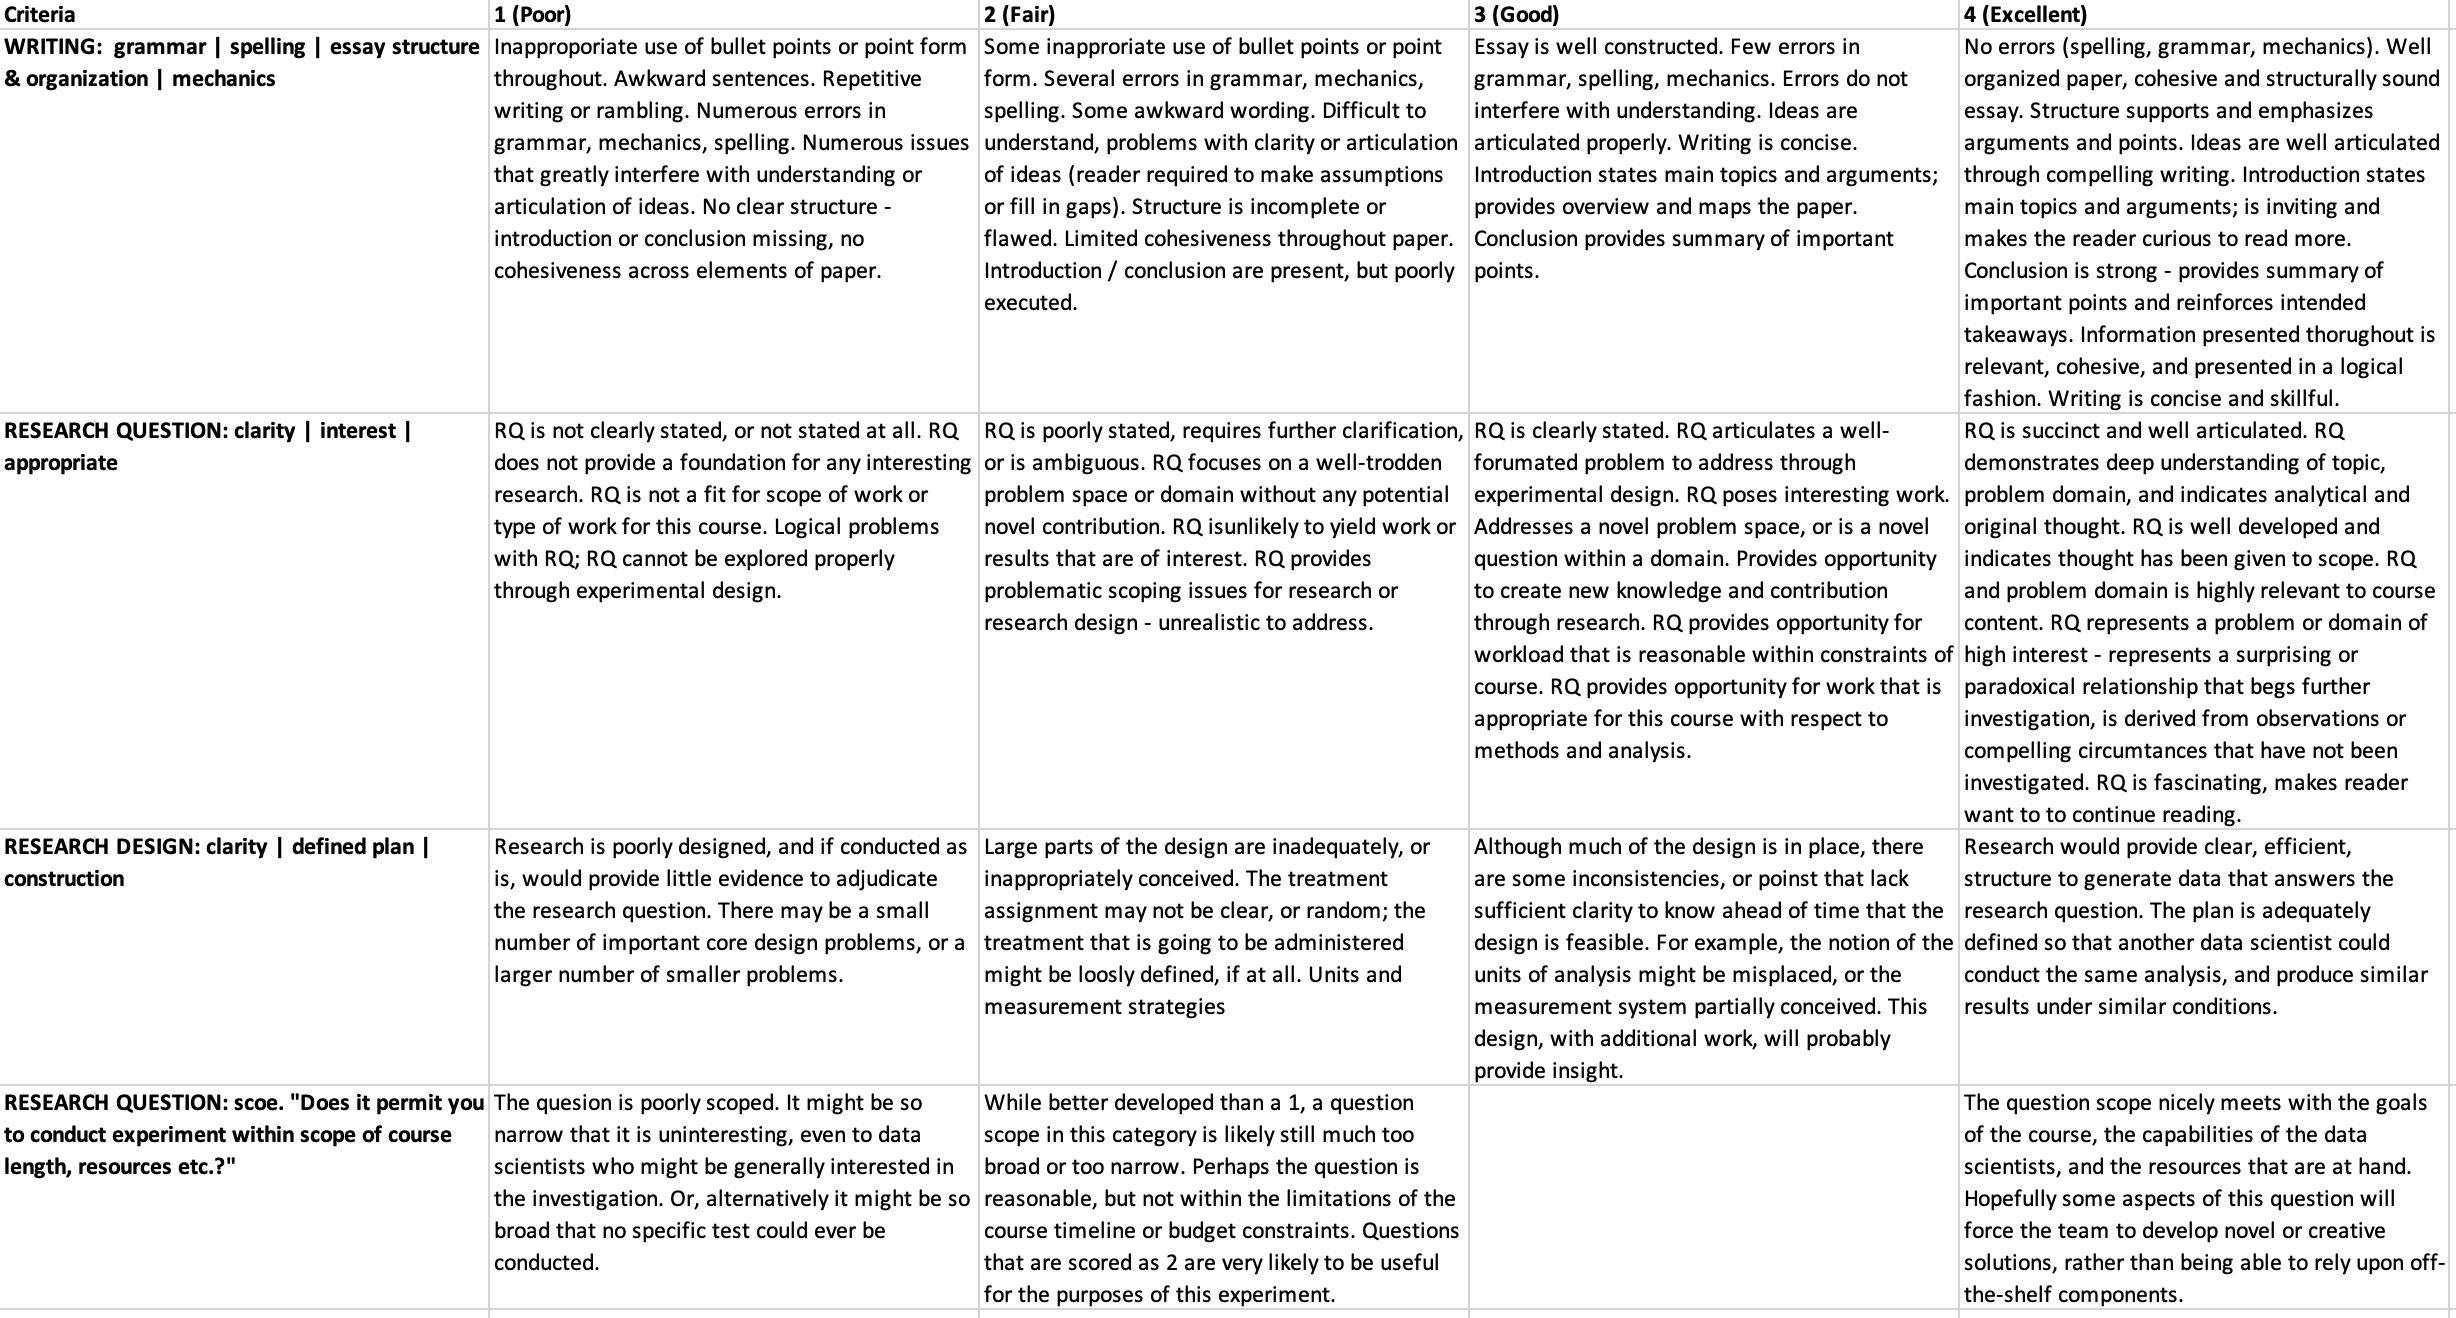 Criteria
1 (Poor)
2 (Fair)
3 (Good)
4 (Excellent)
WRITING:  grammar | spelling | essay structure
& organization | mechanics
Inapproporiate use of bullet points or point form
throughout. Awkward sentences. Repetitive
writing or rambling. Numerous errors in
grammar, mechanics, spelling. Numerous issues
that greatly interfere with understanding or
articulation of ideas. No clear structure -
introduction or conclusion missing, no
cohesiveness across elements of paper.
Some inapproriate use of bullet points or point
form. Several errors in grammar, mechanics,
spelling. Some awkward wording. Difficult to
understand, problems with clarity or articulation
of ideas (reader required to make assumptions
or fill in gaps). Structure is incomplete or
flawed. Limited cohesiveness throughout paper.
Introduction / conclusion are present, but poorly
executed.
Essay is well constructed. Few errors in
grammar, spelling, mechanics. Errors do not
interfere with understanding. Ideas are
articulated properly. Writing is concise.
Introduction states main topics and arguments;
provides overview and maps the paper.
Conclusion provides summary of important
points.
No errors (spelling, grammar, mechanics). Well
organized paper, cohesive and structurally sound
essay. Structure supports and emphasizes
arguments and points. Ideas are well articulated
through compelling writing. Introduction states
main topics and arguments; is inviting and
makes the reader curious to read more.
Conclusion is strong - provides summary of
important points and reinforces intended
takeaways. Information presented thorughout is
relevant, cohesive, and presented in a logical
fashion. Writing is concise and skillful.
RESEARCH QUESTION: clarity | interest |
appropriate
RQ is not clearly stated, or not stated at all. RQ
does not provide a foundation for any interesting
research. RQ is not a fit for scope of work or
type of work for this course. Logical problems
with RQ; RQ cannot be explored properly
through experimental design.
RQ is poorly stated, requires further clarification,
or is ambiguous. RQ focuses on a well-trodden
problem space or domain without any potential
novel contribution. RQ isunlikely to yield work or
results that are of interest. RQ provides
problematic scoping issues for research or
research design - unrealistic to address.
RQ is clearly stated. RQ articulates a well-
forumated problem to address through
experimental design. RQ poses interesting work.
Addresses a novel problem space, or is a novel
question within a domain. Provides opportunity
to create new knowledge and contribution
through research. RQ provides opportunity for
workload that is reasonable within constraints of
course. RQ provides opportunity for work that is
appropriate for this course with respect to
methods and analysis.
RQ is succinct and well articulated. RQ
demonstrates deep understanding of topic,
problem domain, and indicates analytical and
original thought. RQ is well developed and
indicates thought has been given to scope. RQ
and problem domain is highly relevant to course
content. RQ represents a problem or domain of
high interest - represents a surprising or
paradoxical relationship that begs further
investigation, is derived from observations or
compelling circumtances that have not been
investigated. RQ is fascinating, makes reader
want to to continue reading.
RESEARCH DESIGN: clarity | defined plan |
construction
Research is poorly designed, and if conducted as
is, would provide little evidence to adjudicate
the research question. There may be a small
number of important core design problems, or a
larger number of smaller problems.
Large parts of the design are inadequately, or
inappropriately conceived. The treatment
assignment may not be clear, or random; the
treatment that is going to be administered
might be loosly defined, if at all. Units and
measurement strategies
Although much of the design is in place, there
are some inconsistencies, or poinst that lack
sufficient clarity to know ahead of time that the
design is feasible. For example, the notion of the
units of analysis might be misplaced, or the
measurement system partially conceived. This
design, with additional work, will probably
provide insight.
Research would provide clear, efficient,
structure to generate data that answers the
research question. The plan is adequately
defined so that another data scientist could
conduct the same analysis, and produce similar
results under similar conditions.
RESEARCH QUESTION: scoe. "Does it permit you
to conduct experiment within scope of course
length, resources etc.?"
The quesion is poorly scoped. It might be so
narrow that it is uninteresting, even to data
scientists who might be generally interested in
the investigation. Or, alternatively it might be so
broad that no specific test could ever be
conducted.
While better developed than a 1, a question
scope in this category is likely still much too
broad or too narrow. Perhaps the question is
reasonable, but not within the limitations of the
course timeline or budget constraints. Questions
that are scored as 2 are very likely to be useful
for the purposes of this experiment.
The question scope nicely meets with the goals
of the course, the capabilities of the data
scientists, and the resources that are at hand.
Hopefully some aspects of this question will
force the team to develop novel or creative
solutions, rather than being able to rely upon off-
the-shelf components.